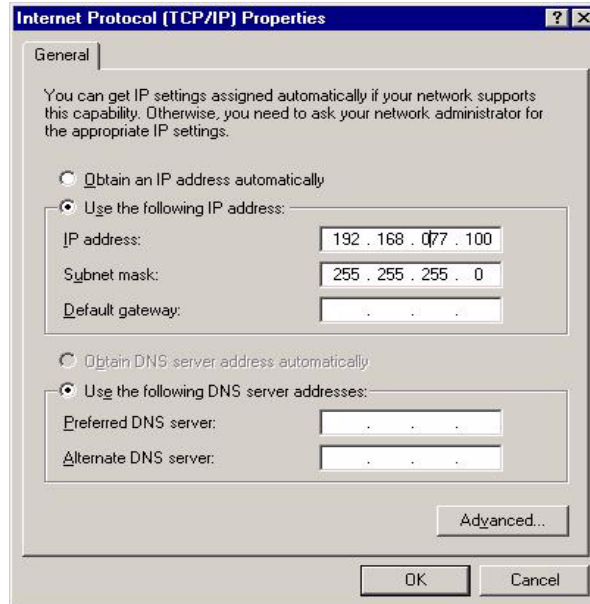 Internet Protocol (TCP/IP) Properties
General
You can get IP settings assigned automatically if your network supports
this capability. Otherwise, you need to ask your network administrator for
the appropriate IP settings.
Obtain an IP address automatically
Use the following IP address:
IP address: 192 . 168 . 077 . 100
Subnet mask: 255 . 255 . 255 . 0
Default gateway: . . .
Obtain DNS server address automatically
Use the following DNS server addresses:
Preferred DNS server: . . .
Alternate DNS server: . . .
Advanced...
OK Cancel